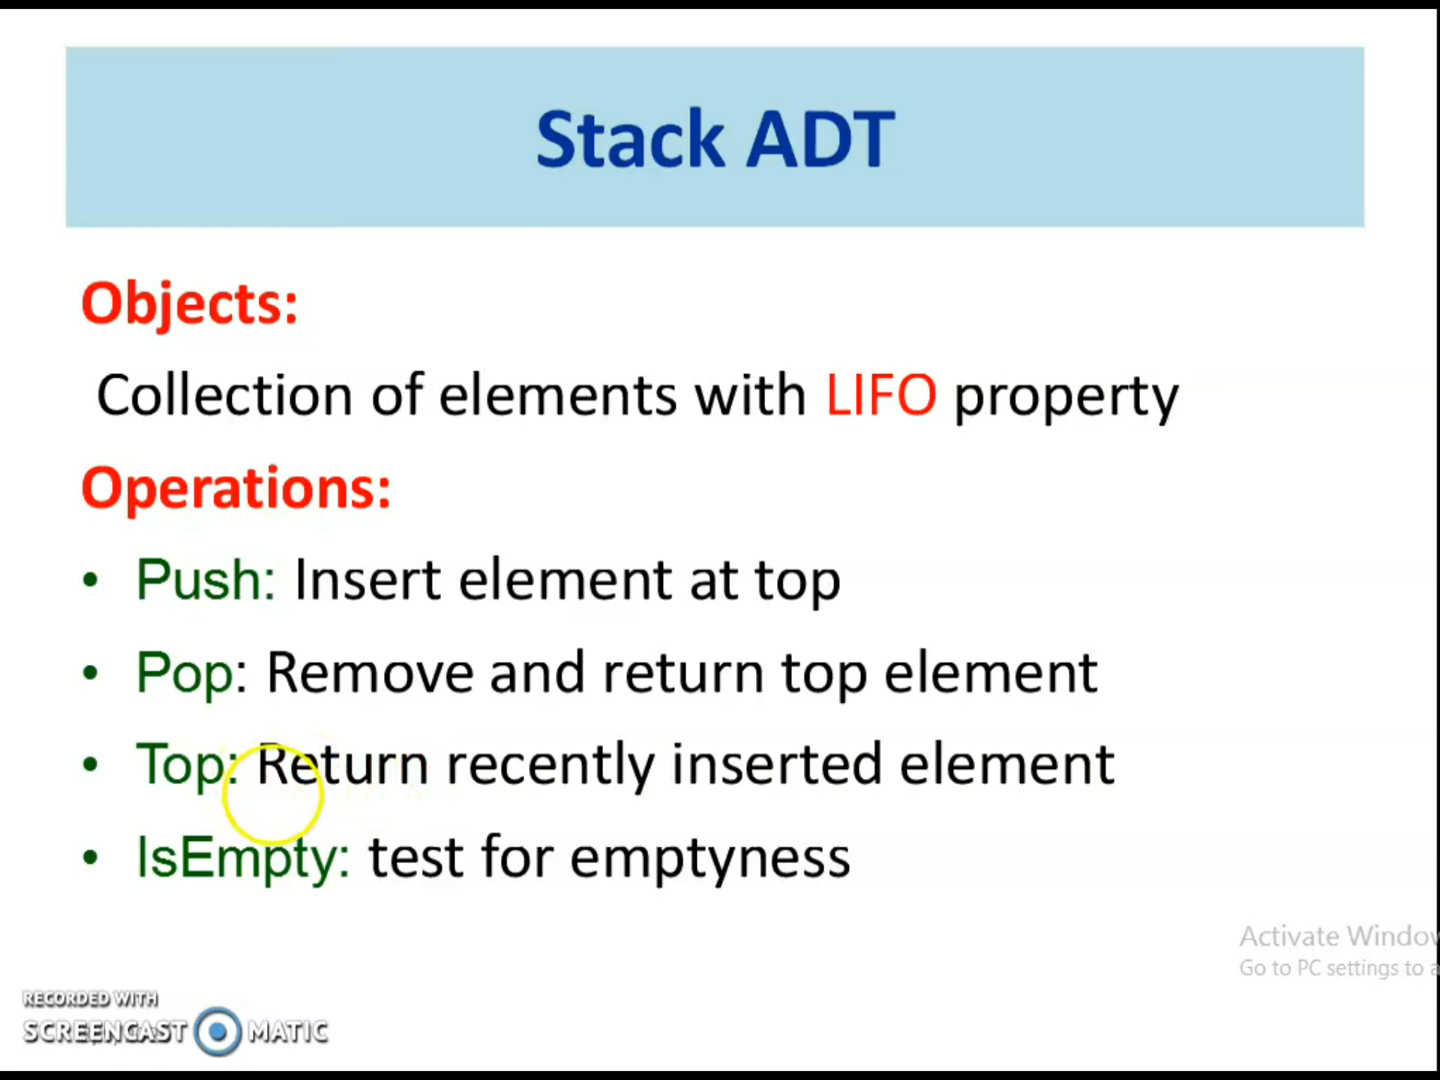 Stack ADT
Objects:
Collection of elements with LIFO property
Operations:
• Push: Insert element at top
• Pop: Remove and return top element
• Top: Return recently inserted element
• IsEmpty: test for emptyness
Activate Window
Go to PC settings to a
RECORDED WITH
SCREENCAST MATIC